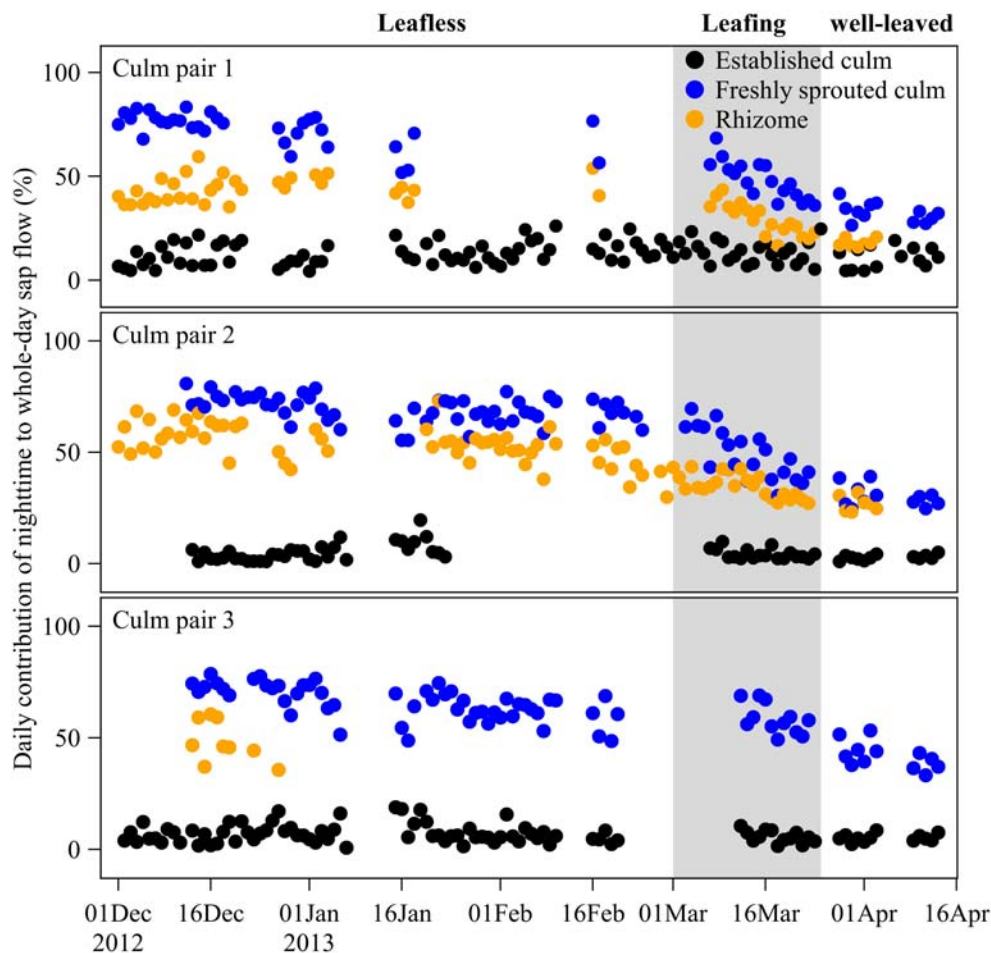 Leafless Leafing well-leaved
Daily contribution of nighttime to whole-day sap flow (%)
Culm pair 1
Established culm
Freshly sprouted culm
Rhizome
100
50
0
Culm pair 2
100
50
0
Culm pair 3
100
50
0
01Dec 16Dec 01Jan 16Jan 01Feb 16Feb 01Mar 16Mar 01Apr 16Apr
2012 2013